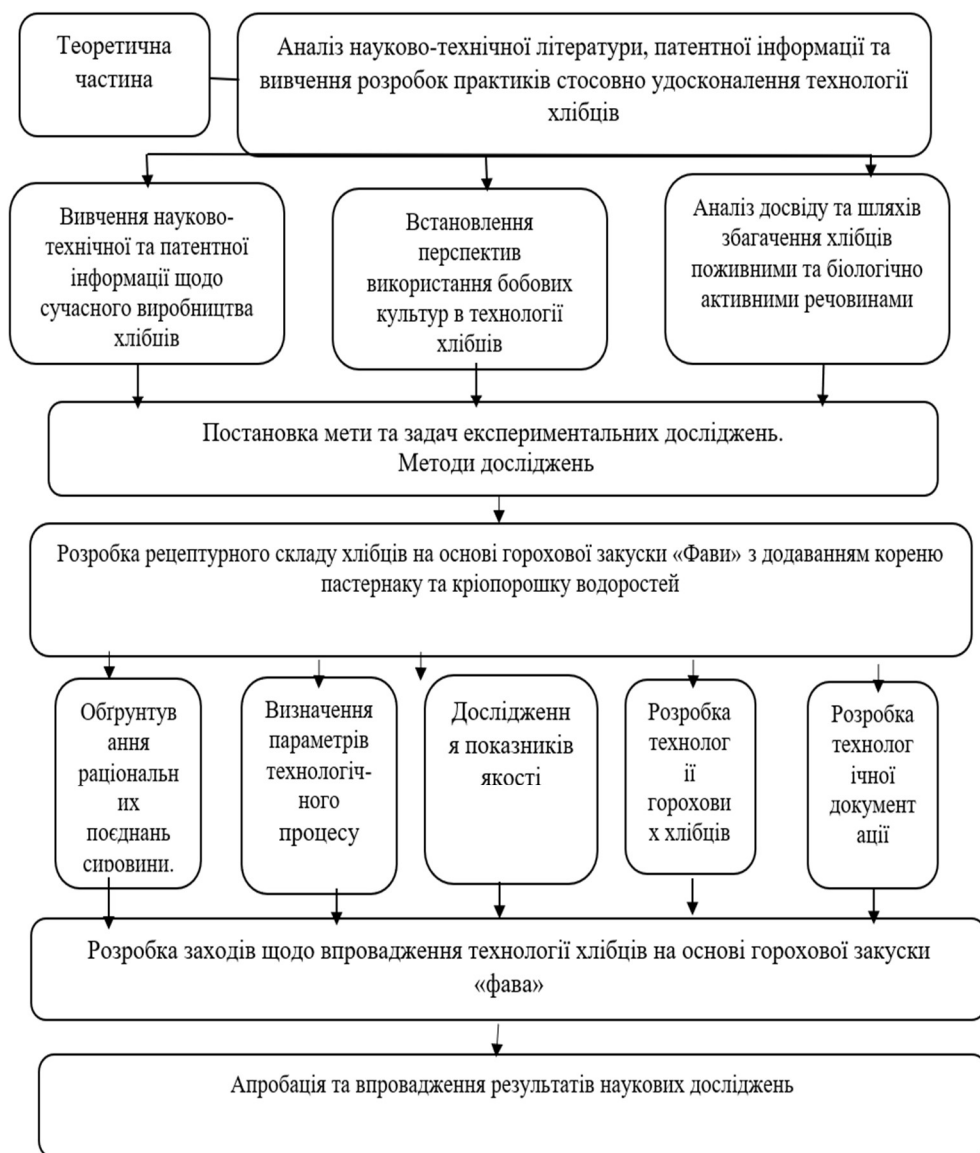 Теоретична
частина
Аналіз науково-технічної літератури, патентної інформації та
вивчення розробок практиків стосовно удосконалення технології
хлібців
Вивчення науково-
технічної та патентної
інформації щодо
сучасного виробництва
хлібців
Встановлення
перспектив
використання бобових
культур в технології
хлібців
Аналіз досвіду та шляхів
збагачення хлібців
поживними та біологічно
активними речовинами
Постановка мети та задач експериментальних досліджень.
Методи досліджень
Розробка рецептурного складу хлібців на основі горохової закуски «Фави» з додаванням кореню
пастернаку та кріопорошку водоростей
Обґрунтув
ання
раціональн
их
поєднань
сировини.
Визначення
параметрів
технологіч-
ного
процесу
Дослідженн
я показників
якості
Розробка
технолог
ії
горохови
х хлібців
Розробка
технолог
ічної
документ
ації
Розробка заходів щодо впровадження технології хлібців на основі горохової закуски
«фава»
Апробація та впровадження результатів наукових досліджень